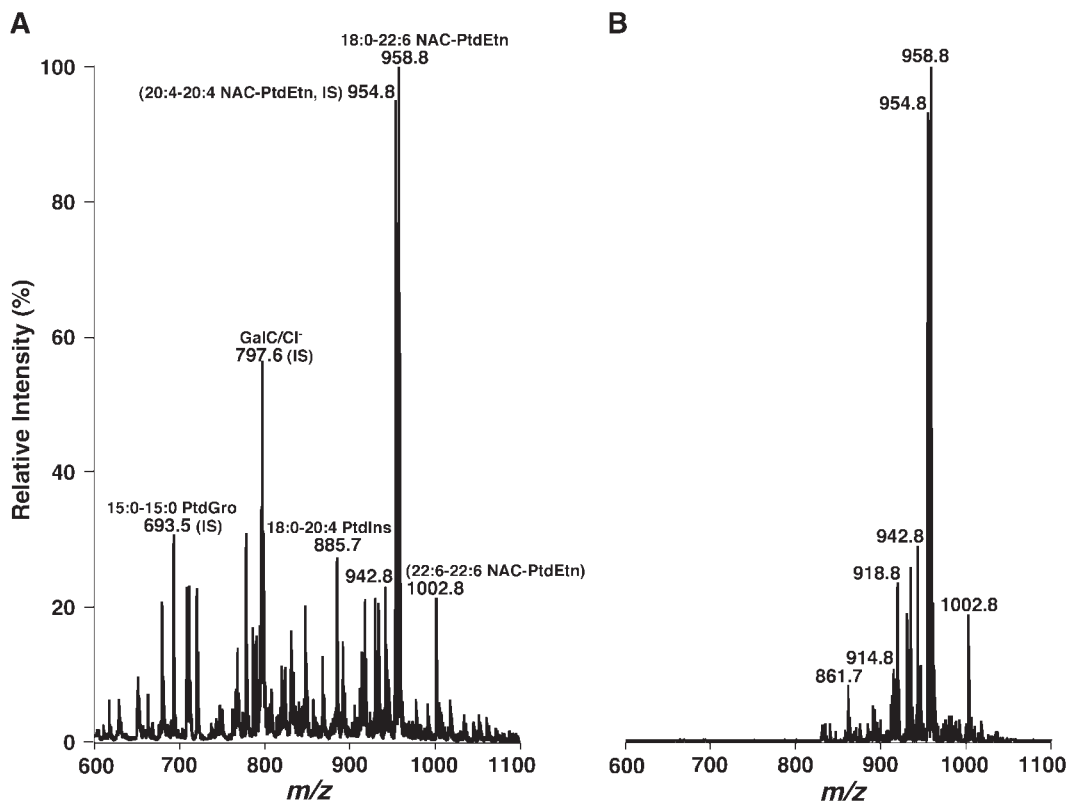 A
18:0-22:6 NAC-PtdEtn
958.8
(20:4-20:4 NAC-PtdEtn, IS) 954.8
GalC/Cl-
797.6 (IS)
15:0-15:0 PtdGro
693.5 (IS)
18:0-20:4 PtdIns
885.7
942.8
(22:6-22:6 NAC-PtdEtn)
1002.8
Relative Intensity (%)
100
80
60
40
20
0
600 700 800 900 1000 1100
m/z
B
958.8
954.8
942.8
918.8
1002.8
914.8
861.7
600 700 800 900 1000 1100
m/z